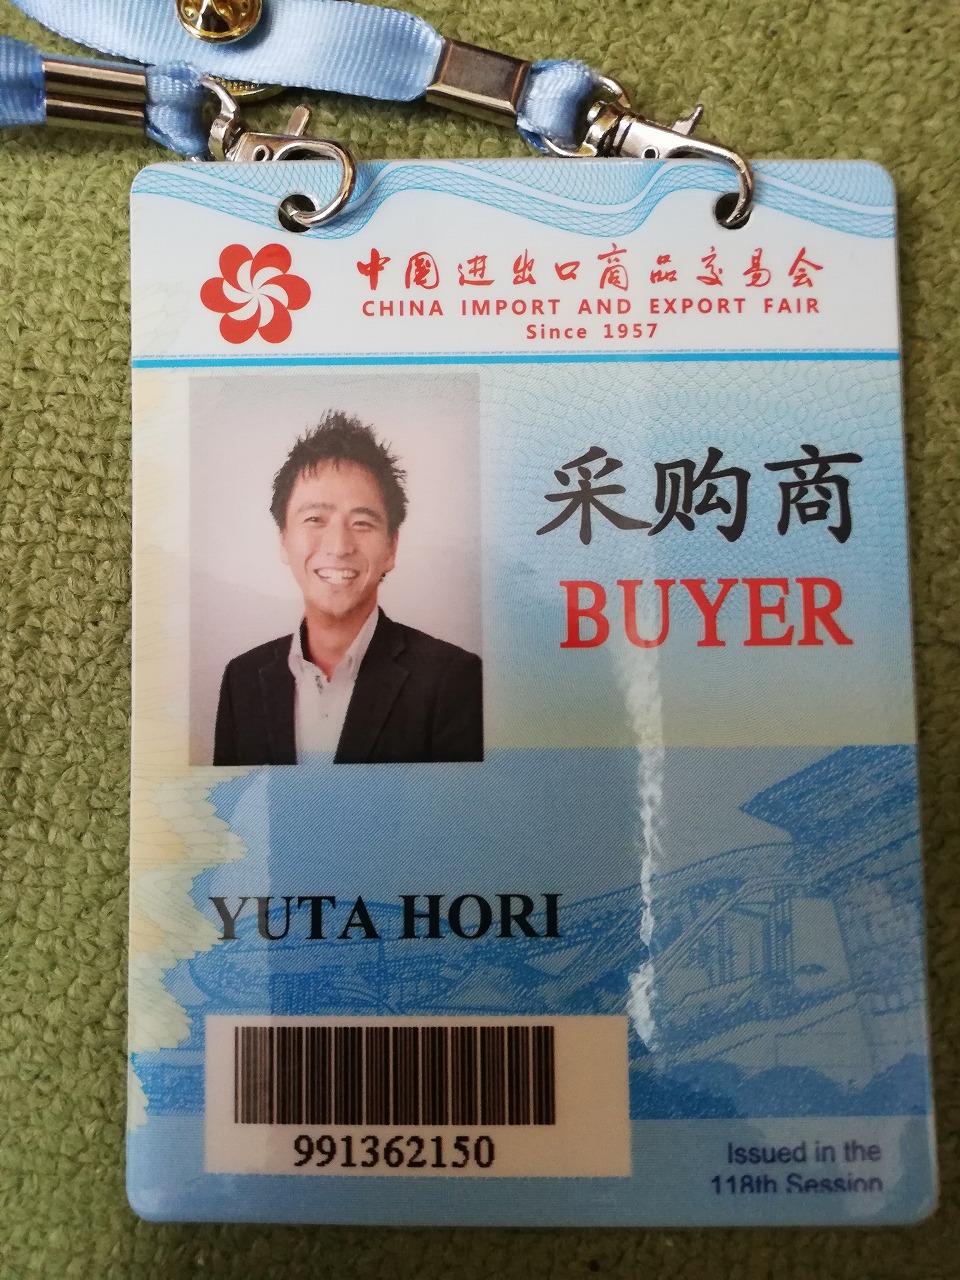 中国进出口商品交易会
CHINA IMPORT AND EXPORT FAIR
Since 1957
采购商
BUYER
YUTA HORI
991362150
Issued in the
118th Session